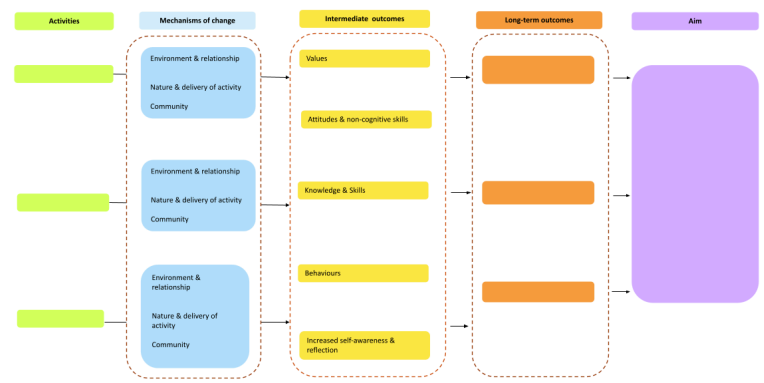 Activities
Mechanisms of change
Intermediate outcomes
Long-term outcomes
Aim
Environment & relationship
Nature & delivery of activity
Community
Environment & relationship
Nature & delivery of activity
Community
Environment &
relationship
Nature & delivery of
activity
Community
Values
Attitudes & non-cognitive skills
Knowledge & Skills
Behaviours
Increased self-awareness &
reflection